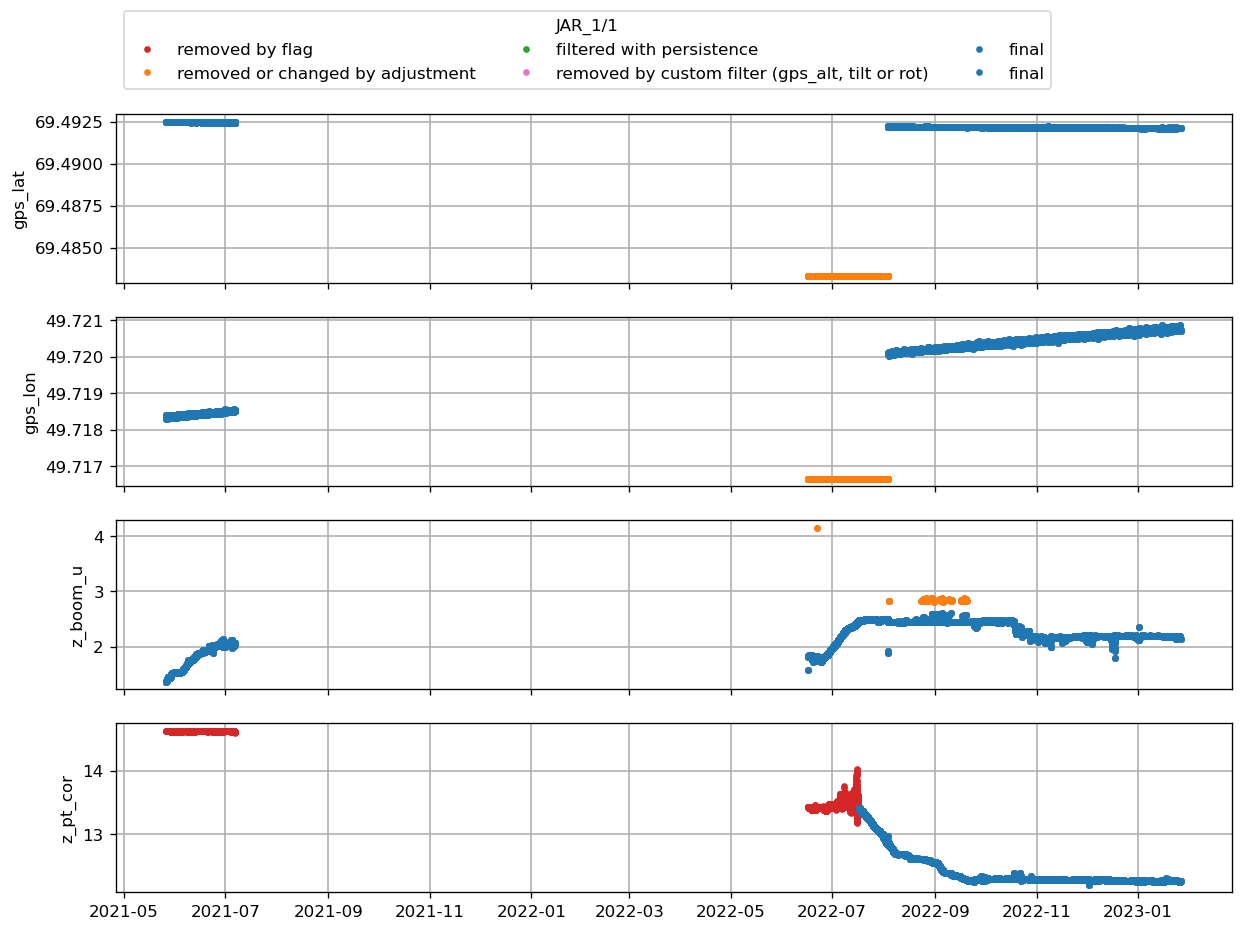 JAR_1/1
removed by flag filtered with persistence final
removed or changed by adjustment removed by custom filter (gps_alt, tilt or rot) final
gps_lat
69.4925
69.4900
69.4875
69.4850
gps_lon
49.721
49.720
49.719
49.718
49.717
z_boom_u
4
3
2
z_pt_cor
14
13
2021-05 2021-07 2021-09 2021-11 2022-01 2022-03 2022-05 2022-07 2022-09 2022-11 2023-01